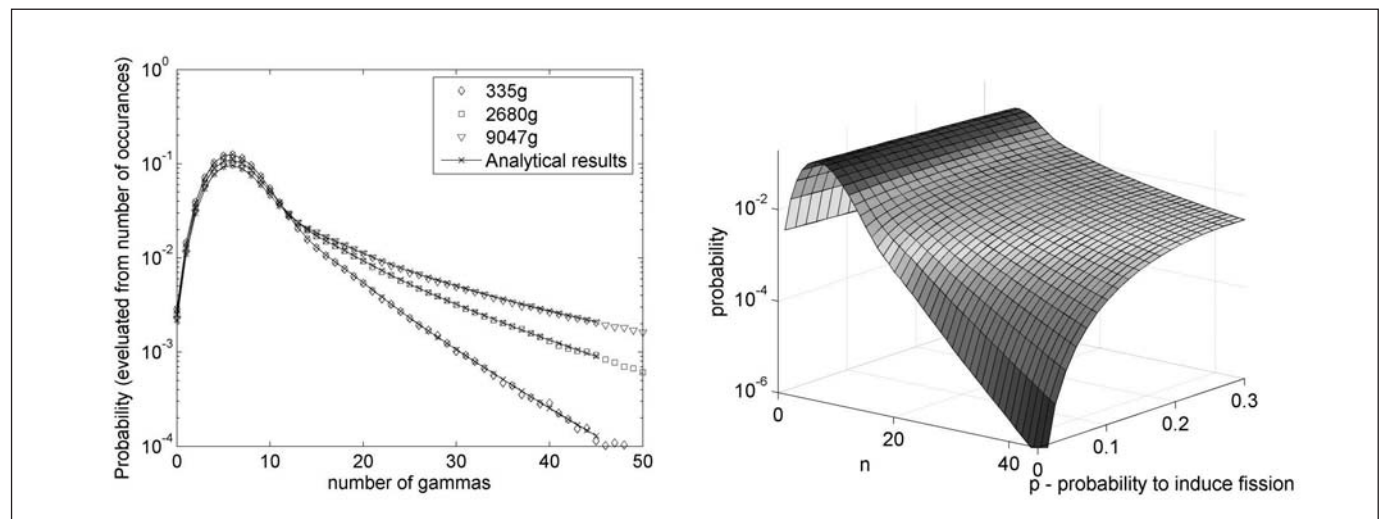 Probability (eveluated from number of occurances)
10^0
10^-1
10^-2
10^-3
10^-4
0
10
20
30
40
50
number of gammas
335g
2680g
9047g
Analytical results
probability
10^-2
10^-4
10^-6
0
20
40
n
0
0.1
0.2
0.3
p - probability to induce fission